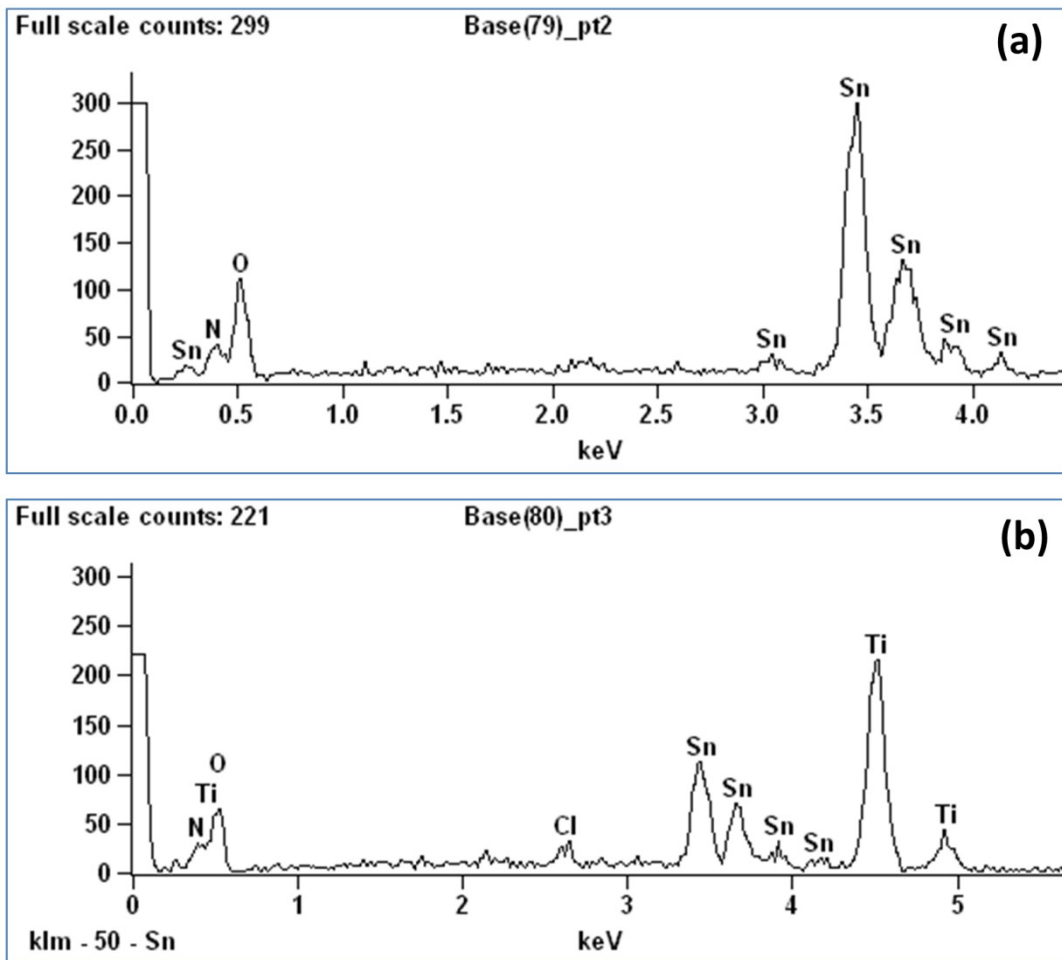 Full scale counts: 299 Base(79)_pt2 (a)
300
250
200
150
100
50
0
Sn N O Sn Sn Sn Sn Sn
0.0 0.5 1.0 1.5 2.0 2.5 3.0 3.5 4.0
keV
Full scale counts: 221 Base(80)_pt3 (b)
300
250
200
150
100
50
0
N Ti O Cl Sn Sn Sn Sn Ti Ti
0 1 2 3 4 5
klm - 50 - Sn keV